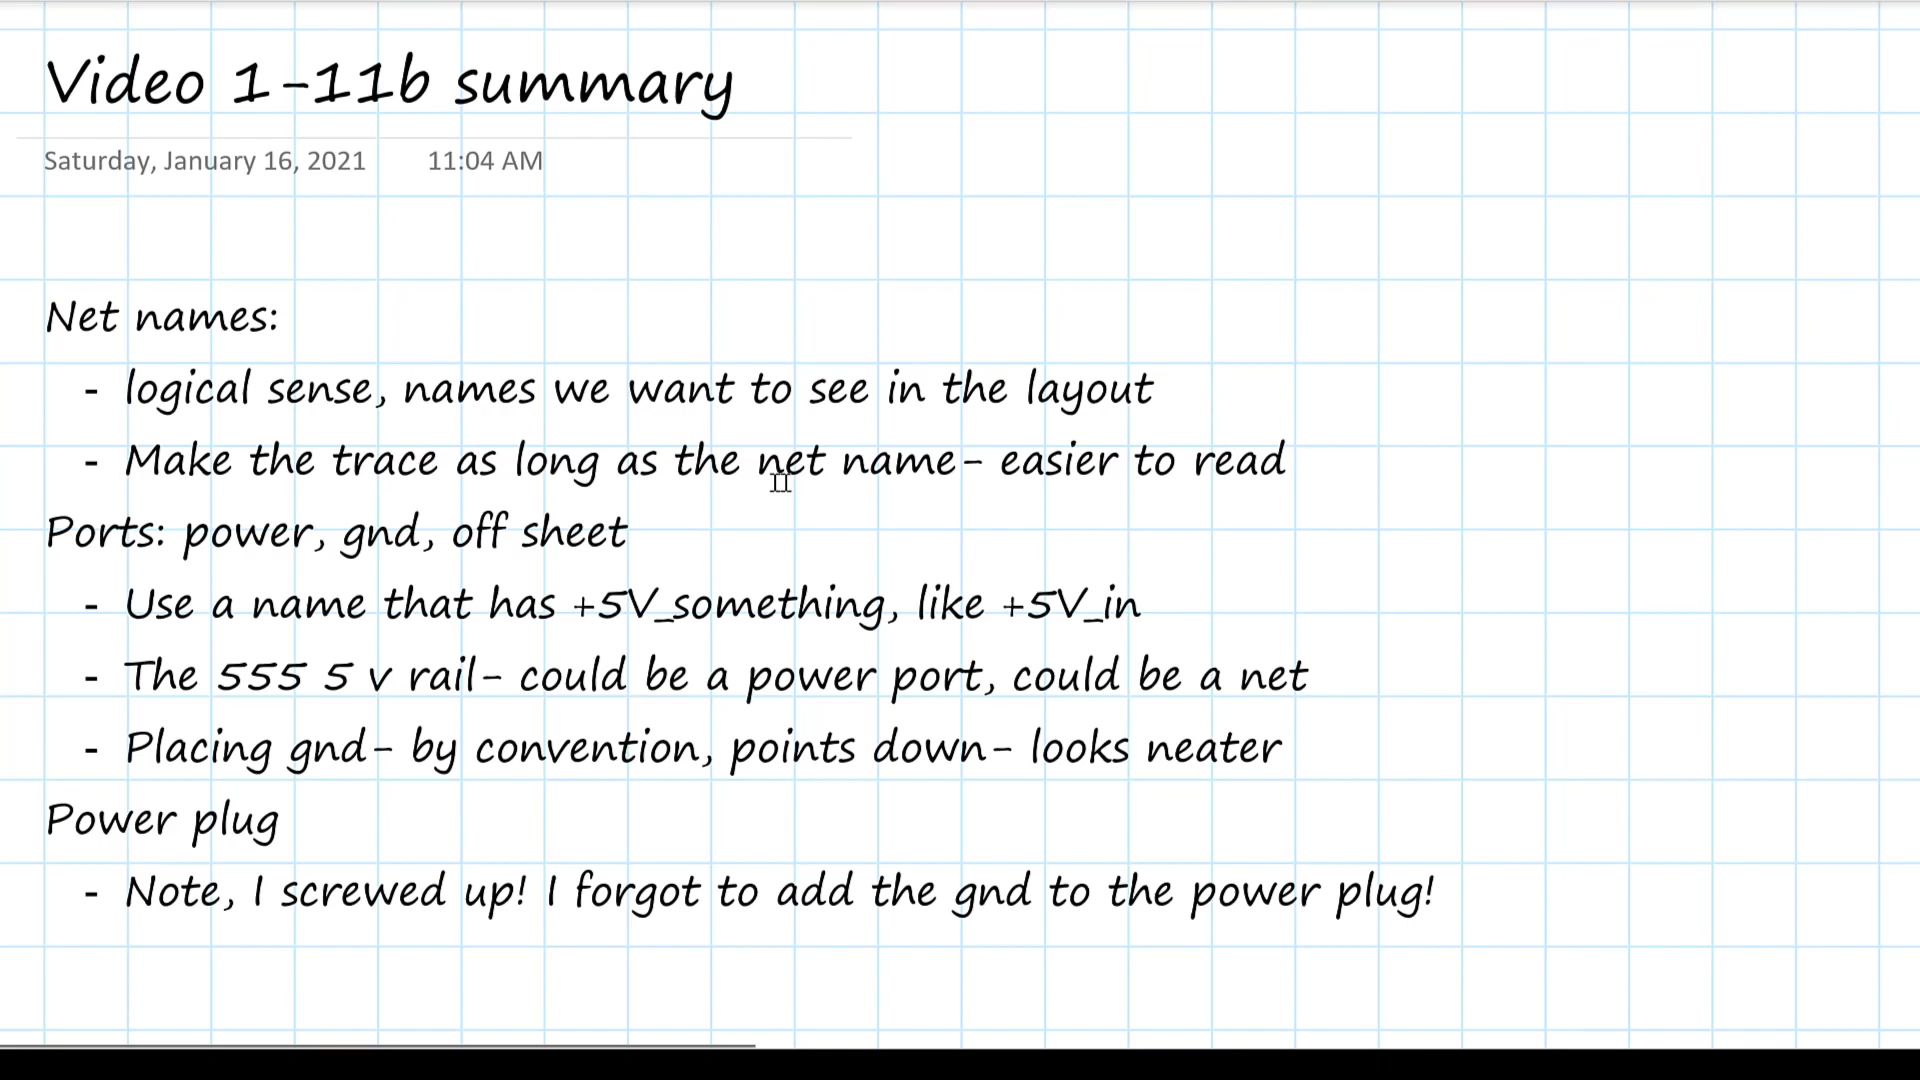 Video 1-11b summary
Saturday, January 16, 2021 11:04 AM
Net names:
- logical sense, names we want to see in the layout
- Make the trace as long as the net name- easier to read
Ports: power, gnd, off sheet
- Use a name that has +5V_something, like +5V_in
- The 555 5 v rail- could be a power port, could be a net
- Placing gnd- by convention, points down- looks neater
Power plug
- Note, I screwed up! I forgot to add the gnd to the power plug!